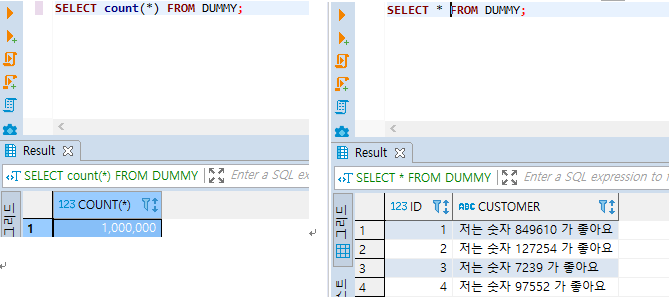 SELECT count(*) FROM DUMMY;
Result
SELECT count(*) FROM DUMMY
Enter a SQL ex
그리드
123 COUNT(*)
1 1,000,000
SELECT * FROM DUMMY;
Result
SELECT * FROM DUMMY
Enter a SQL expression to f
그리드
123 ID ABC CUSTOMER
1 1 저는 숫자 849610 가 좋아요
2 2 저는 숫자 127254 가 좋아요
3 3 저는 숫자 7239 가 좋아요
4 4 저는 숫자 97552 가 좋아요